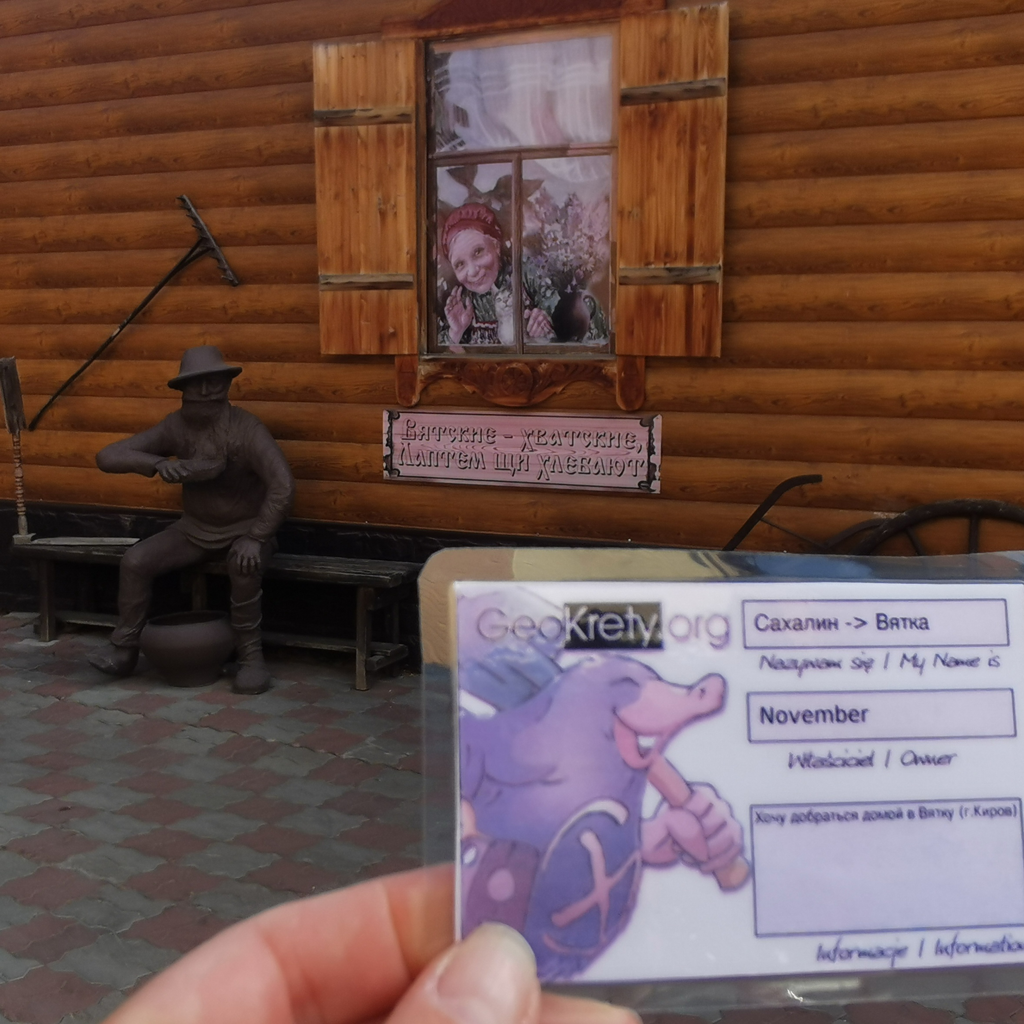 Вятские - хватские,
Лаптем щи хлебают
GeoKrety.org
Сахалин -> Вятка
Nazywam się / My Name is
November
Właściciel / Owner
Хочу добраться домой в Вятку (г.Киров)
Informacje / Information